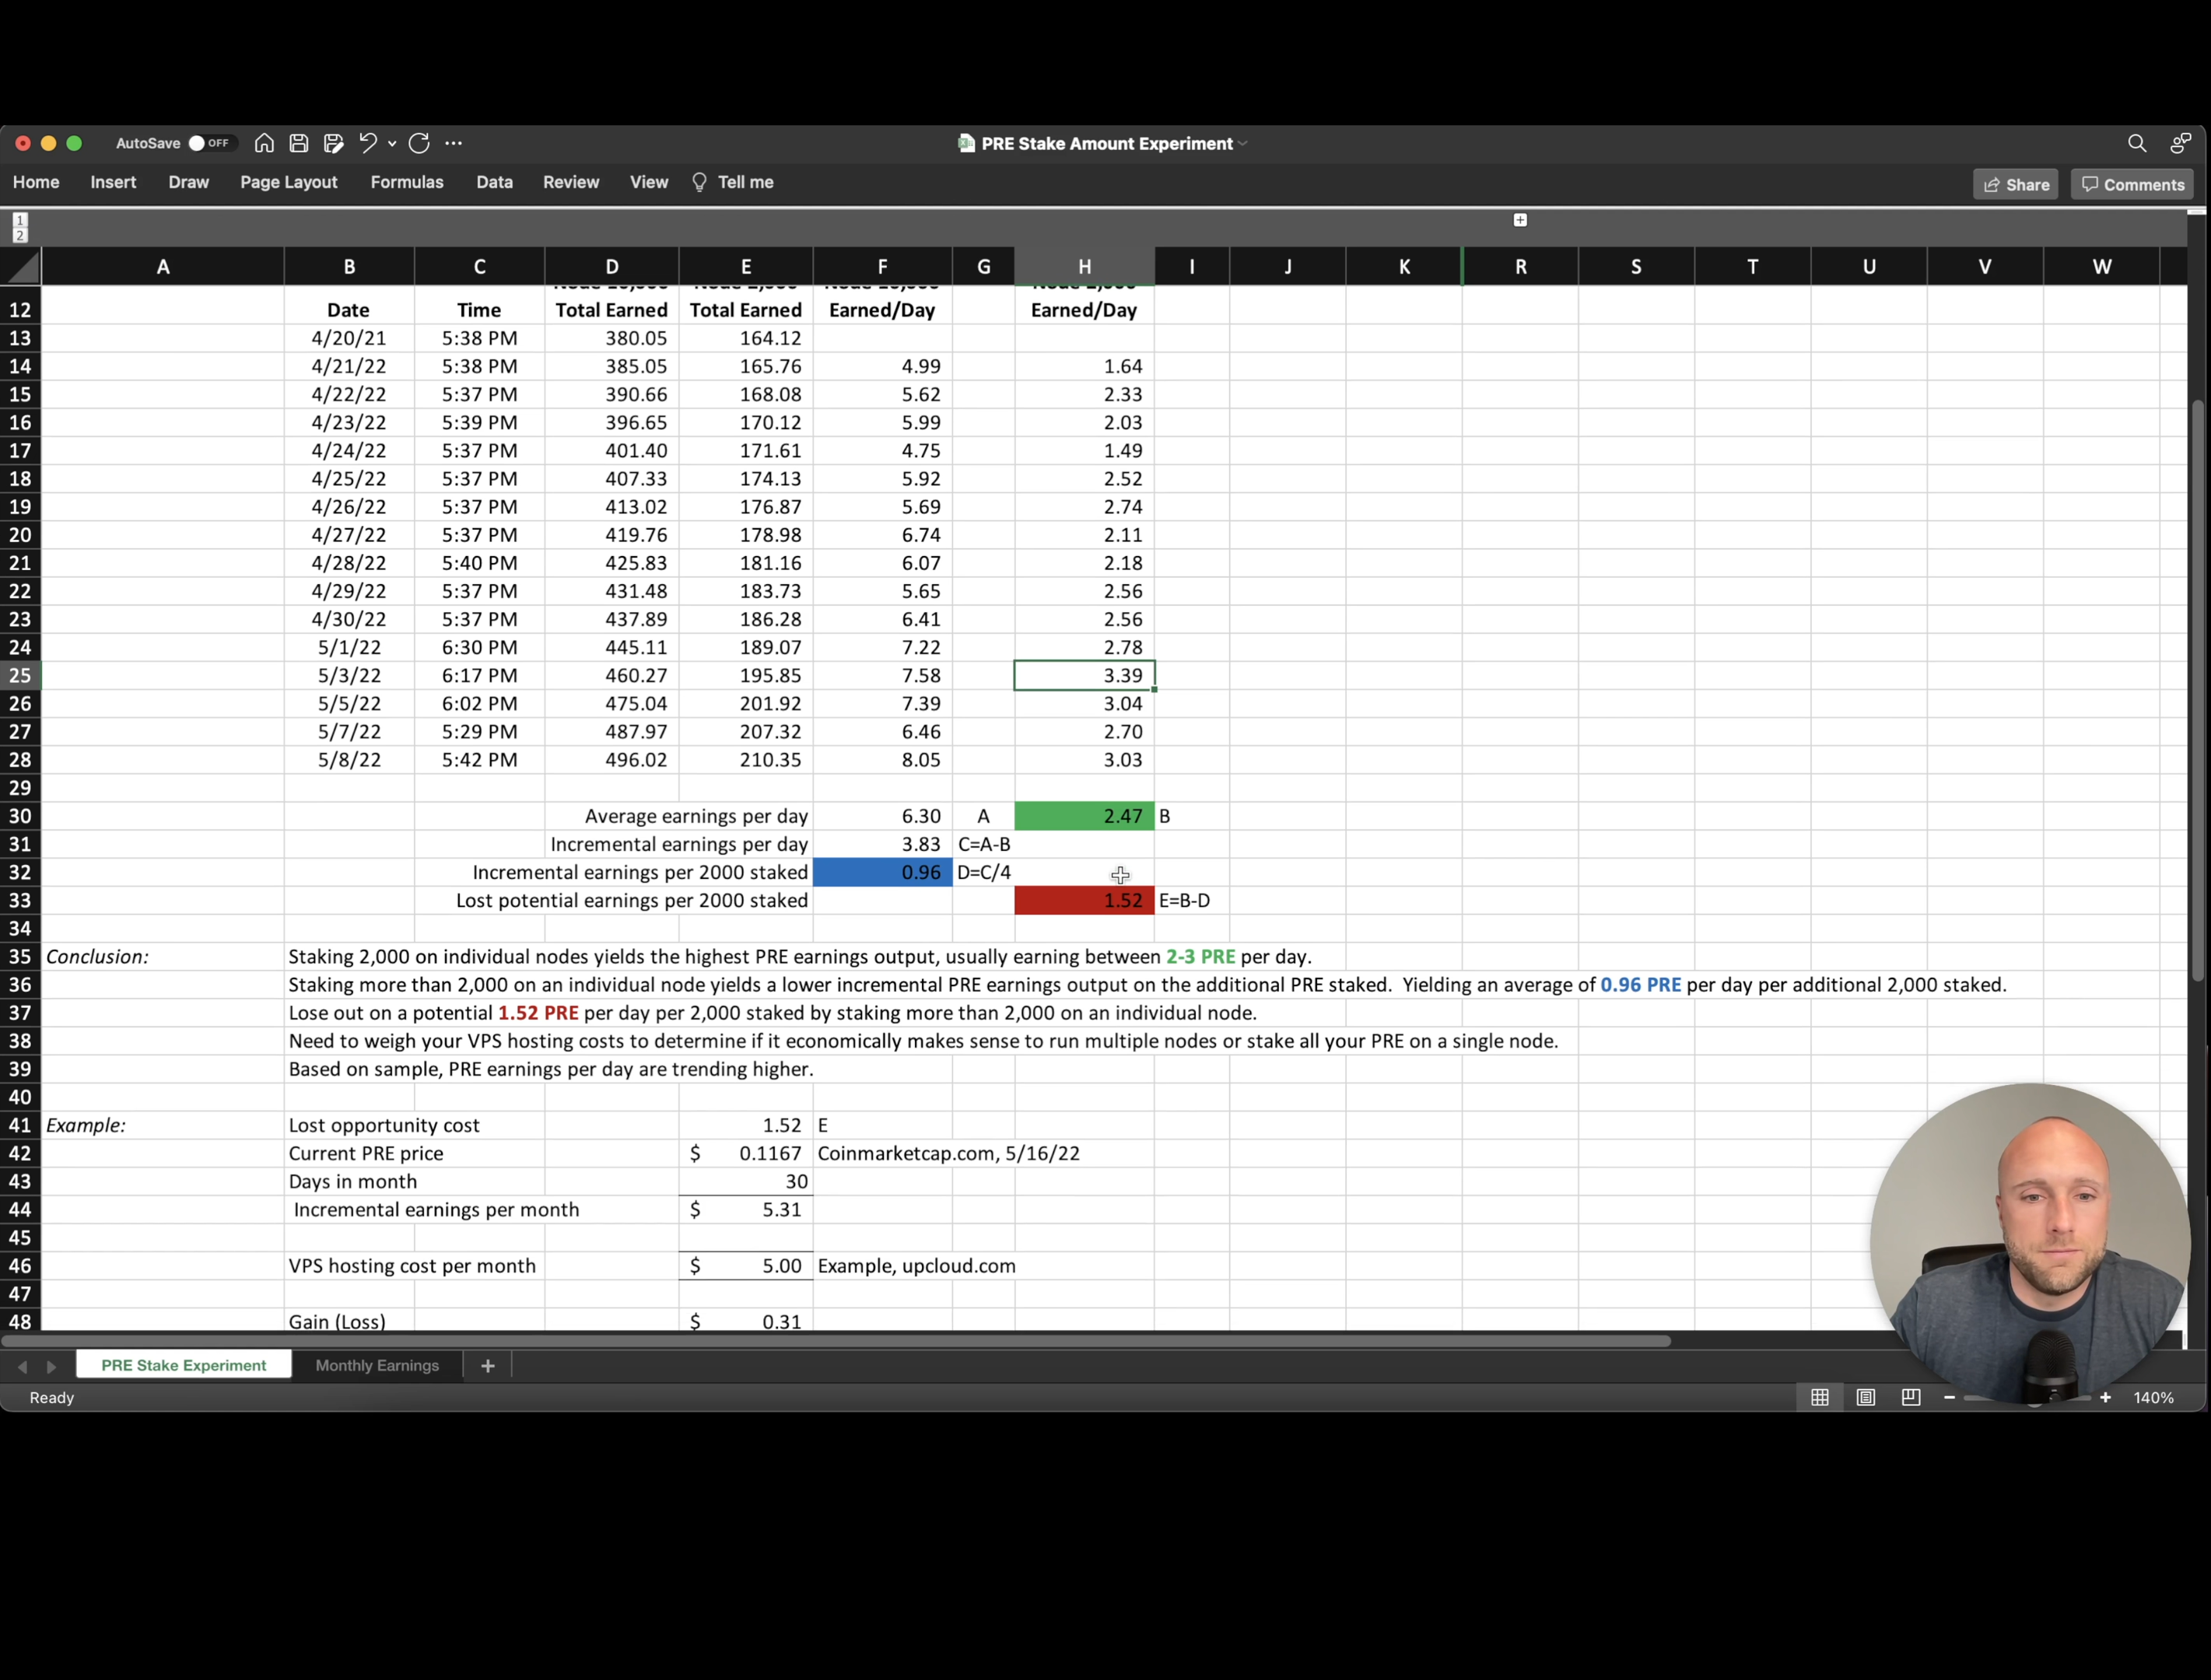 AutoSave OFF PRE Stake Amount Experiment
Home Insert Draw Page Layout Formulas Data Review View Tell me Share Comments
1
2
A B C D E F G H I J K R S T U V W
12 Date Time Total Earned Total Earned Earned/Day Earned/Day
13 4/20/21 5:38 PM 380.05 164.12
14 4/21/22 5:38 PM 385.05 165.76 4.99 1.64
15 4/22/22 5:37 PM 390.66 168.08 5.62 2.33
16 4/23/22 5:39 PM 396.65 170.12 5.99 2.03
17 4/24/22 5:37 PM 401.40 171.61 4.75 1.49
18 4/25/22 5:37 PM 407.33 174.13 5.92 2.52
19 4/26/22 5:37 PM 413.02 176.87 5.69 2.74
20 4/27/22 5:37 PM 419.76 178.98 6.74 2.11
21 4/28/22 5:40 PM 425.83 181.16 6.07 2.18
22 4/29/22 5:37 PM 431.48 183.73 5.65 2.56
23 4/30/22 5:37 PM 437.89 186.28 6.41 2.56
24 5/1/22 6:30 PM 445.11 189.07 7.22 2.78
25 5/3/22 6:17 PM 460.27 195.85 7.58 3.39
26 5/5/22 6:02 PM 475.04 201.92 7.39 3.04
27 5/7/22 5:29 PM 487.97 207.32 6.46 2.70
28 5/8/22 5:42 PM 496.02 210.35 8.05 3.03
29
30 Average earnings per day 6.30 A 2.47 B
31 Incremental earnings per day 3.83 C=A-B
32 Incremental earnings per 2000 staked 0.96 D=C/4
33 Lost potential earnings per 2000 staked 1.52 E=B-D
34
35 Conclusion: Staking 2,000 on individual nodes yields the highest PRE earnings output, usually earning between 2-3 PRE per day.
36 Staking more than 2,000 on an individual node yields a lower incremental PRE earnings output on the additional PRE staked. Yielding an average of 0.96 PRE per day per additional 2,000 staked.
37 Lose out on a potential 1.52 PRE per day per 2,000 staked by staking more than 2,000 on an individual node.
38 Need to weigh your VPS hosting costs to determine if it economically makes sense to run multiple nodes or stake all your PRE on a single node.
39 Based on sample, PRE earnings per day are trending higher.
40
41 Example: Lost opportunity cost 1.52 E
42 Current PRE price $ 0.1167 Coinmarketcap.com, 5/16/22
43 Days in month 30
44 Incremental earnings per month $ 5.31
45
46 VPS hosting cost per month $ 5.00 Example, upcloud.com
47
48 Gain (Loss) $ 0.31
PRE Stake Experiment Monthly Earnings
Ready 140%